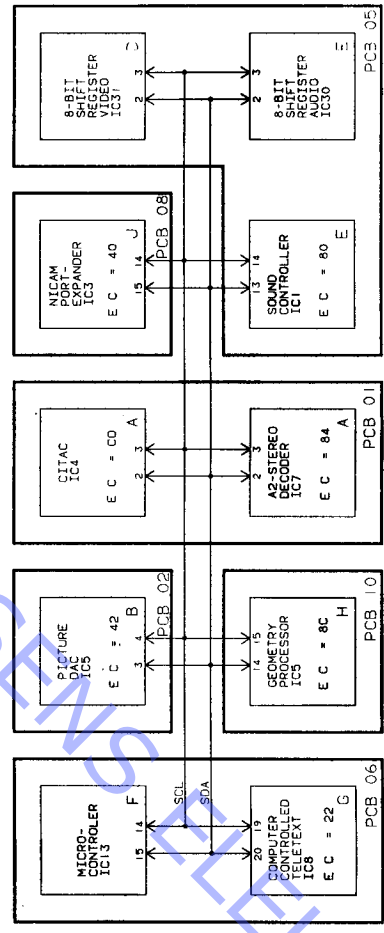 MICRO-
CONTROLER
IC13
F
15
14
SCL
SDA
20
19
COMPUTER
CONTROLLED
TELETEXT
IC8
E C = 22
G
PCB 06
PICTURE
DAC
IC5
E C = 42
B
3
4
PCB 02
14
15
GEOMETRY
PROCESSOR
IC5
E C = 8C
H
PCB 10
CITAC
IC4
E C = C0
A
2
3
2
3
A2-STEREO
DECODER
IC7
E C = 84
A
PCB 01
NICAM
PORT-
EXPANDER
IC3
E C = 40
J
15
14
PCB 08
13
14
SOUND
CONTROLLER
IC1
E C = 80
E
8-BIT
SHIFT
REGISTER
VIDEO
IC31
2
3
2
3
8-BIT
SHIFT
REGISTER
AUDIO
IC30
E
PCB 05